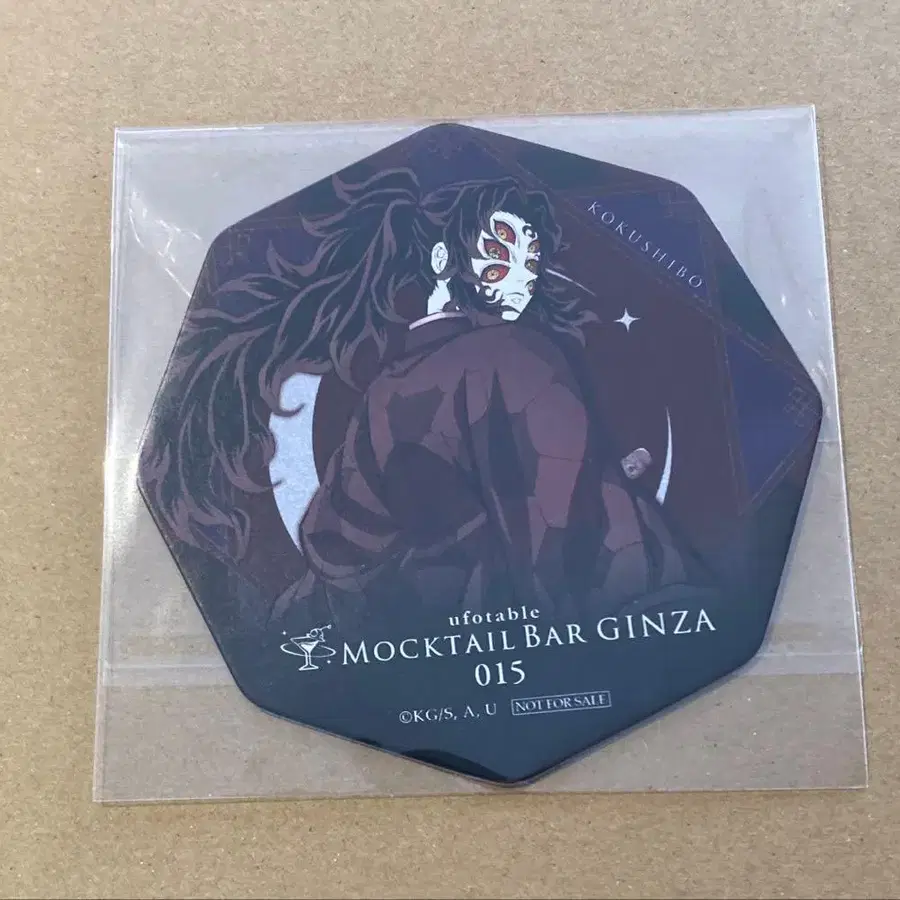 KOKUSHIBO
ufotable
MOCKTAIL BAR GINZA
015
©KG/S, A, U NOT FOR SALE